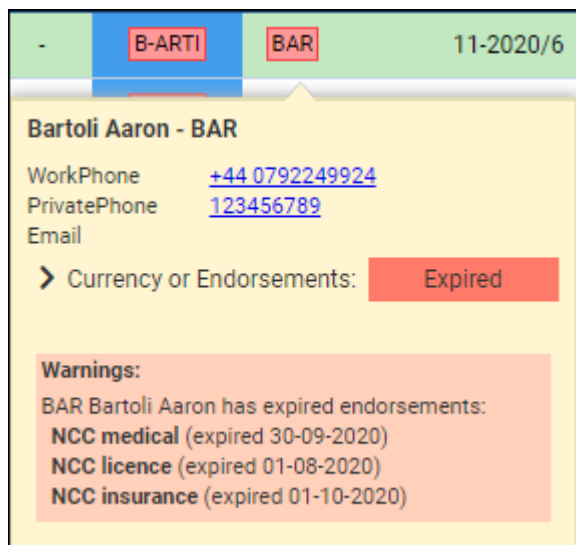 - B-ARTI BAR 11-2020/6
Bartoli Aaron - BAR
WorkPhone +44 0792249924
PrivatePhone 123456789
Email
Currency or Endorsements: Expired
Warnings:
BAR Bartoli Aaron has expired endorsements:
NCC medical (expired 30-09-2020)
NCC licence (expired 01-08-2020)
NCC insurance (expired 01-10-2020)